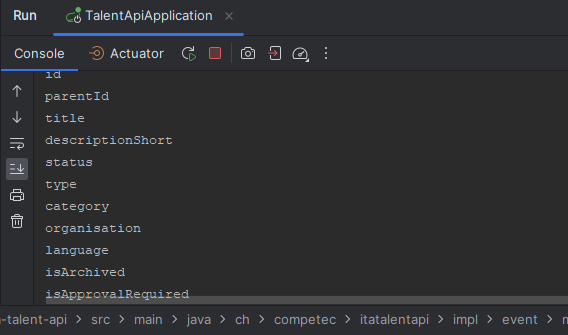 Run TalentApiApplication
Console Actuator
id
parentId
title
descriptionShort
status
type
category
organisation
language
isArchived
isApprovalRequired
-talent-api > src > main > java > ch > competec > itatalentapi > impl > event >